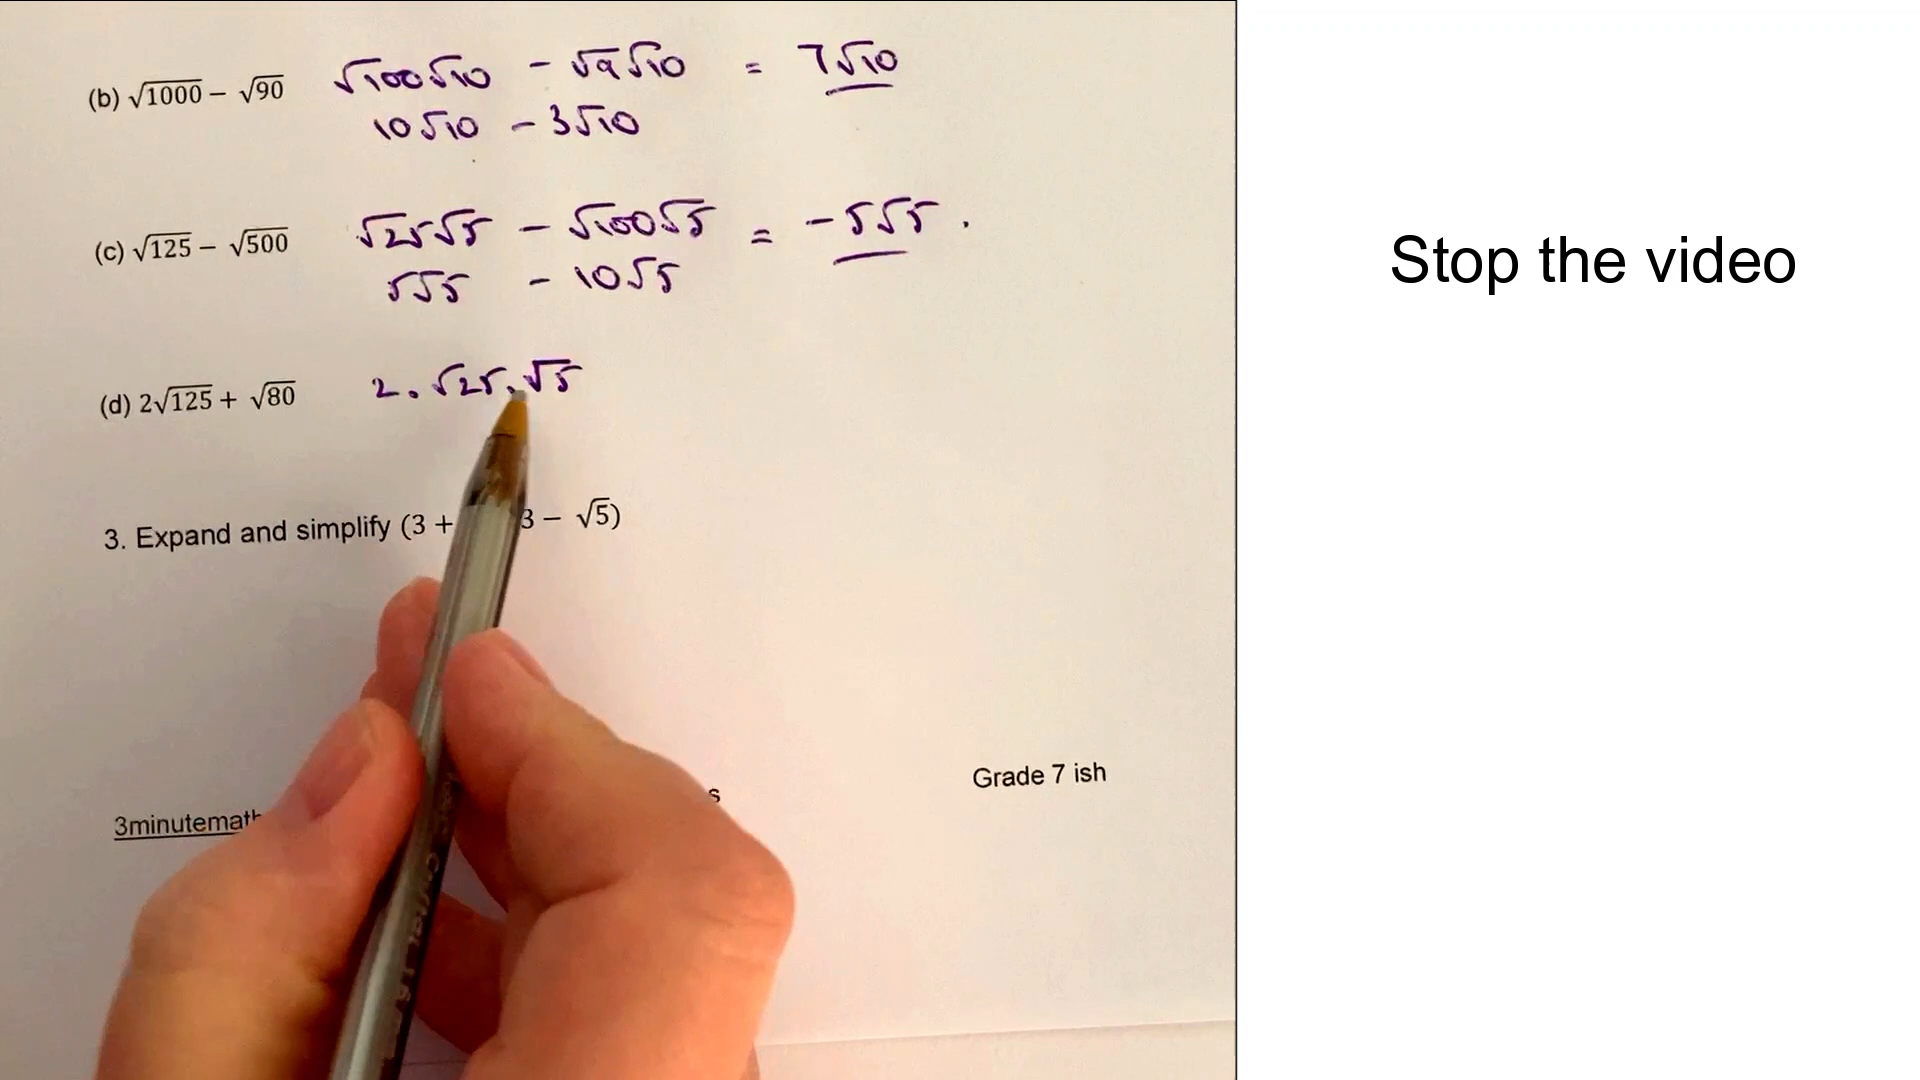 (b) √1000 − √90 √100√10 − √9√10 = 7√10
10√10 − 3√10
(c) √125 − √500 √25√5 − √100√5 = −5√5.
5√5 − 10√5
(d) 2√125 + √80 2.√25.√5
3. Expand and simplify (3 + 3 − √5)
Grade 7 ish
3minutemath
Stop the video